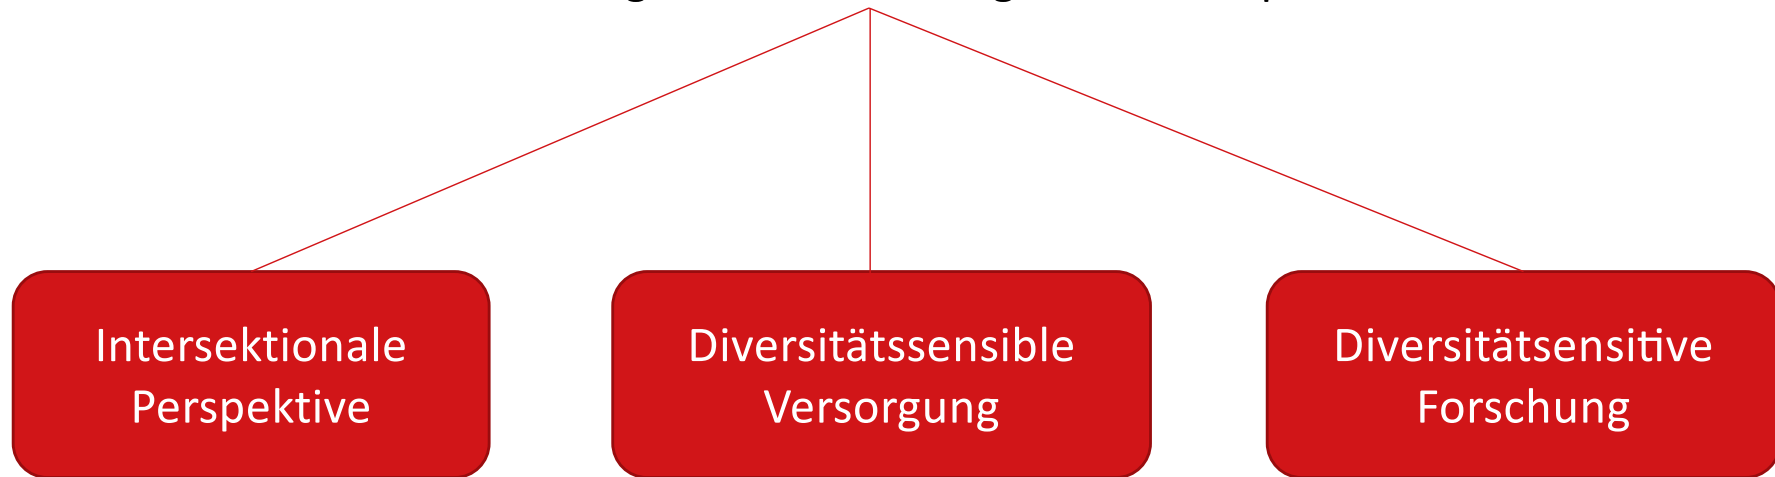 Intersektionale
Perspektive
Diversitätssensible
Versorgung
Diversitätsensitive
Forschung